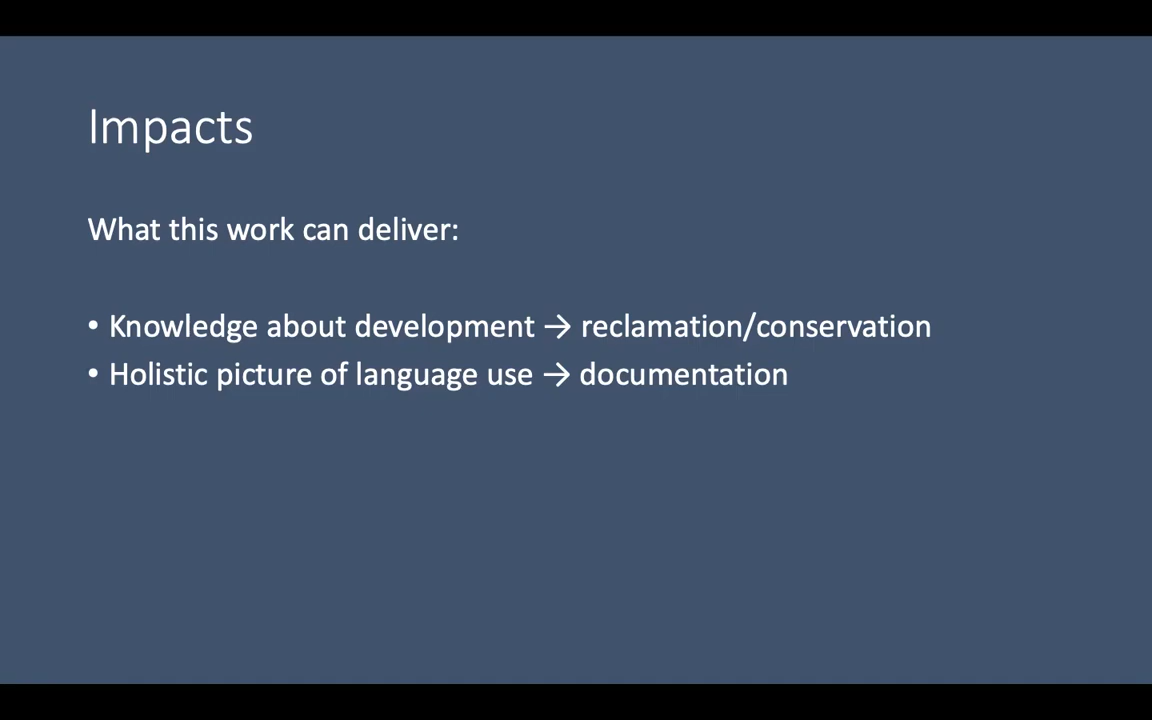 Impacts
What this work can deliver:
• Knowledge about development → reclamation/conservation
• Holistic picture of language use → documentation